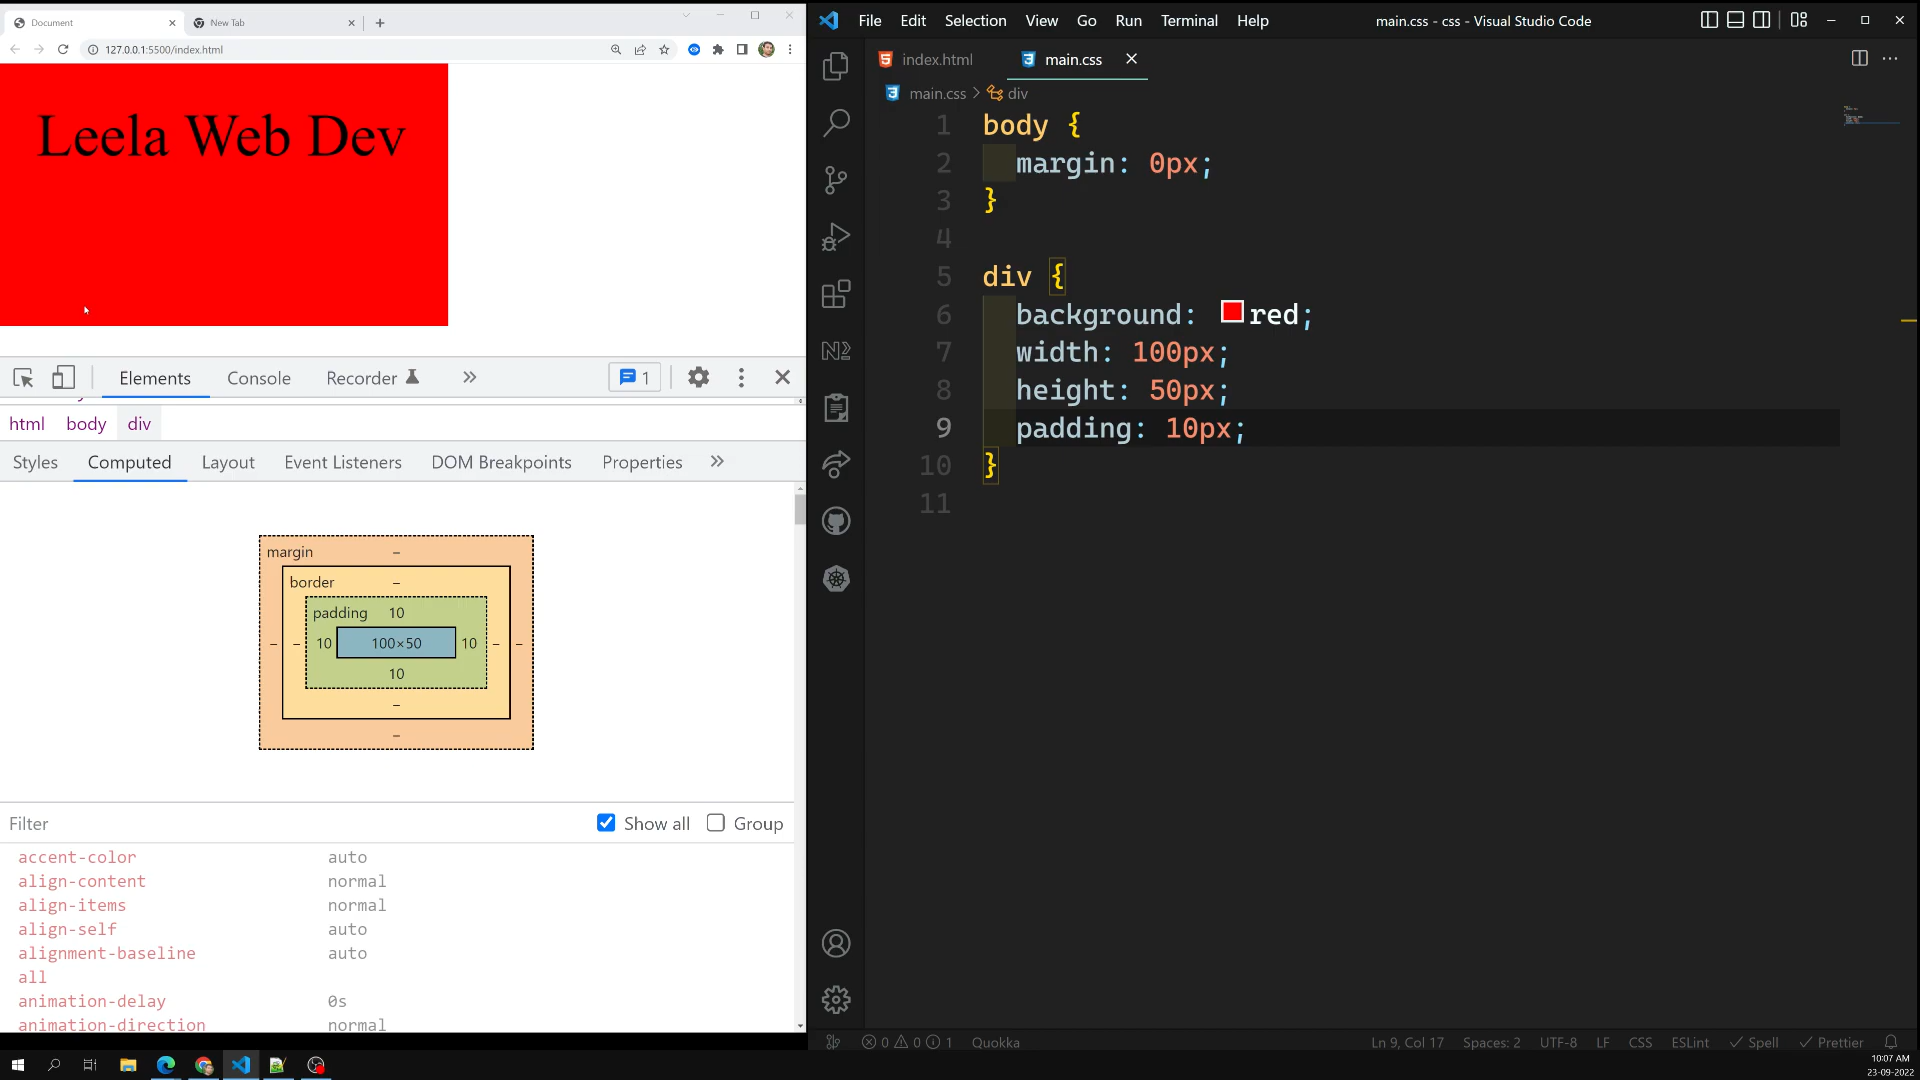 Document
New Tab
127.0.0.1:5500/index.html
Leela Web Dev
Elements
Console
Recorder
1
html
body
div
Styles
Computed
Layout
Event Listeners
DOM Breakpoints
Properties
margin
–
border
–
padding
10
–
–
10
100×50
10
–
–
10
–
–
Filter
Show all
Group
accent-color auto
align-content normal
align-items normal
align-self auto
alignment-baseline auto
all
animation-delay 0s
animation-direction normal
File Edit Selection View Go Run Terminal Help
main.css - css - Visual Studio Code
index.html
main.css
main.css > div
1 body {
2 margin: 0px;
3 }
4
5 div {
6 background: red;
7 width: 100px;
8 height: 50px;
9 padding: 10px;
10 }
11
0 0 1 Quokka
Ln 9, Col 17 Spaces: 2 UTF-8 LF CSS ESLint Spell Prettier
10:07 AM
23-09-2022